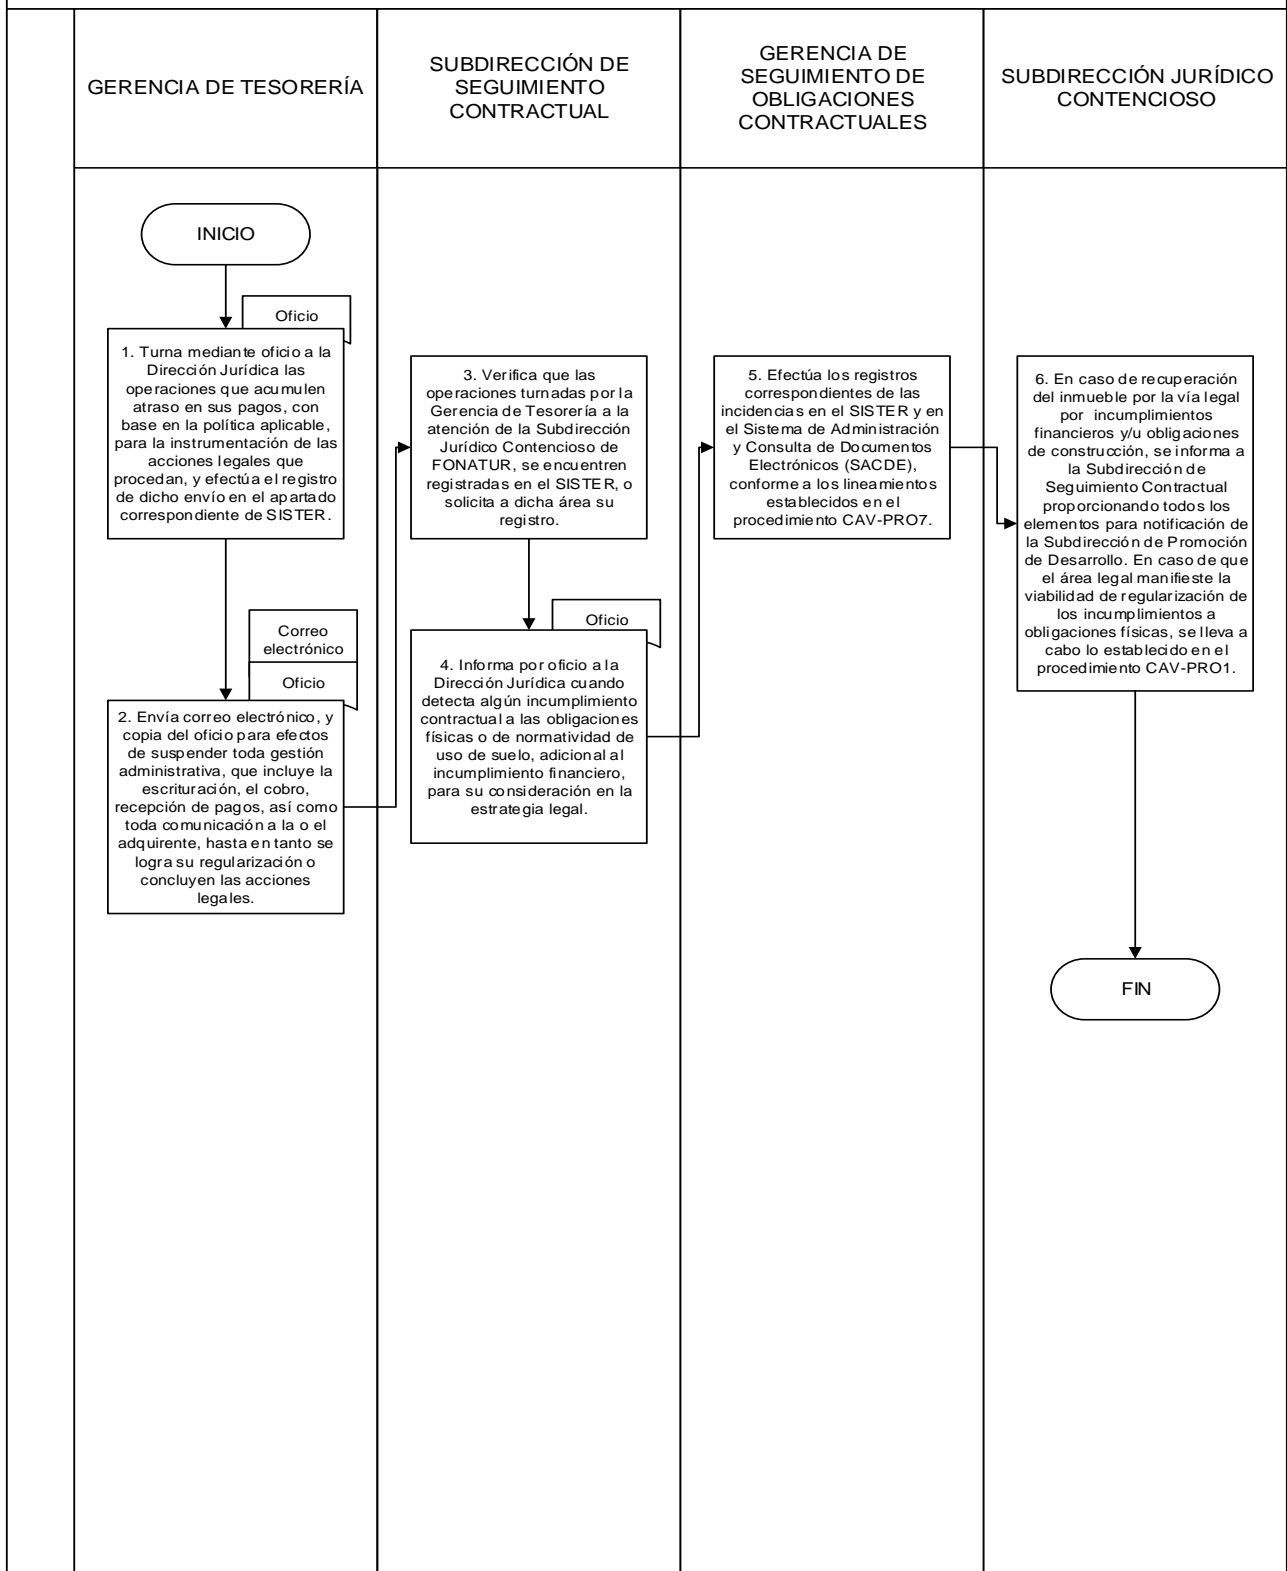 GERENCIA DE TESORERÍA
SUBDIRECCIÓN DE
SEGUIMIENTO
CONTRACTUAL
GERENCIA DE
SEGUIMIENTO DE
OBLIGACIONES
CONTRACTUALES
SUBDIRECCIÓN JURÍDICO
CONTENCIOSO
INICIO
Oficio
1. Turna mediante oficio a la
Dirección Jurídica las
operaciones que acumulen
atraso en sus pagos, con
base en la política aplicable,
para la instrumentación de las
acciones legales que
procedan, y efectúa el registro
de dicho envío en el apartado
correspondiente de SISTER.
Correo
electrónico
Oficio
2. Envía correo electrónico, y
copia del oficio para efectos
de suspender toda gestión
administrativa, que incluye la
escrituración, el cobro,
recepción de pagos, así como
toda comunicación a la o el
adquirente, hasta en tanto se
logra su regularización o
concluyen las acciones
legales.
3. Verifica que las
operaciones turnadas por la
Gerencia de Tesorería a la
atención de la Subdirección
Jurídico Contencioso de
FONATUR, se encuentren
registradas en el SISTER, o
solicita a dicha área su
registro.
Oficio
4. Informa por oficio a la
Dirección Jurídica cuando
detecta algún incumplimiento
contractual a las obligaciones
físicas o de normatividad de
uso de suelo, adicional al
incumplimiento financiero,
para su consideración en la
estrategia legal.
5. Efectúa los registros
correspondientes de las
incidencias en el SISTER y en
el Sistema de Administración
y Consulta de Documentos
Electrónicos (SACDE),
conforme a los lineamientos
establecidos en el
procedimiento CAV-PRO7.
6. En caso de recuperación
del inmueble por la vía legal
por incumplimientos
financieros y/u obligaciones
de construcción, se informa a
la Subdirección de
Seguimiento Contractual
proporcionando todos los
elementos para notificación de
la Subdirección de Promoción
de Desarrollo. En caso de que
el área legal manifieste la
viabilidad de regularización de
los incumplimientos a
obligaciones físicas, se lleva a
cabo lo establecido en el
procedimiento CAV-PRO1.
FIN